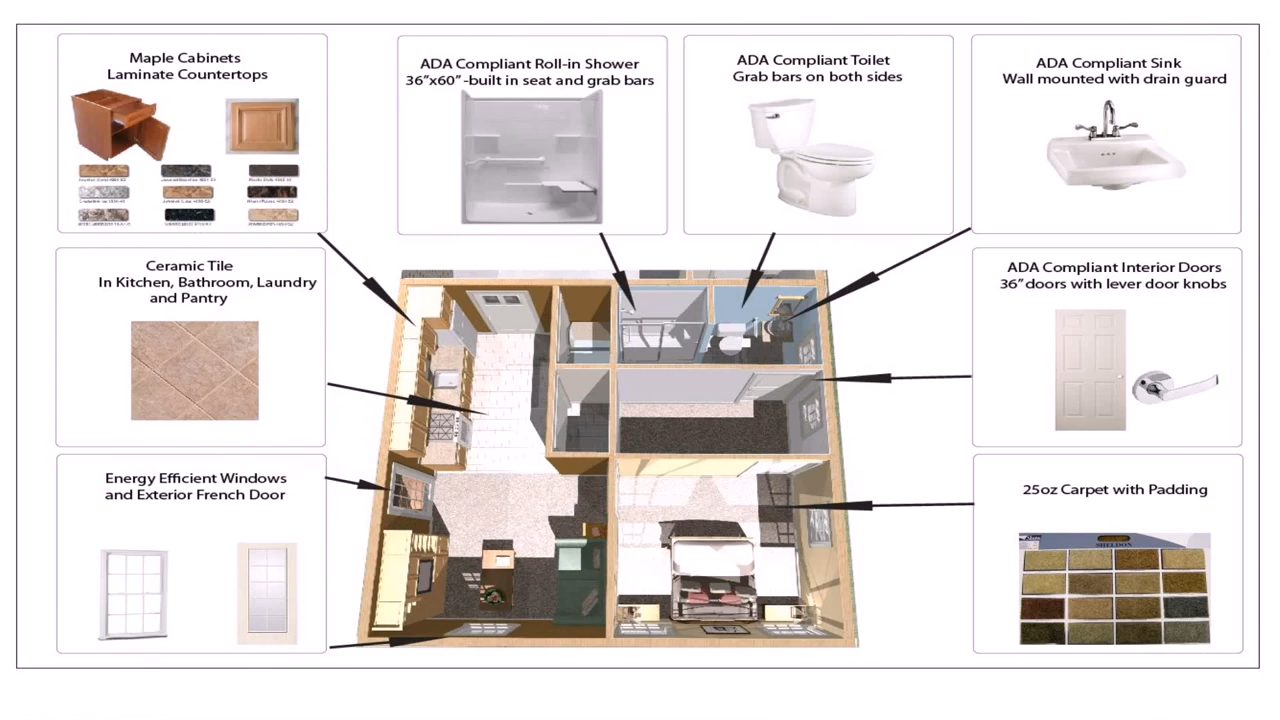 Maple Cabinets
Laminate Countertops
ADA Compliant Roll-in Shower
36”x60” -built in seat and grab bars
ADA Compliant Toilet
Grab bars on both sides
ADA Compliant Sink
Wall mounted with drain guard
Ceramic Tile
In Kitchen, Bathroom, Laundry
and Pantry
ADA Compliant Interior Doors
36” doors with lever door knobs
Energy Efficient Windows
and Exterior French Door
25oz Carpet with Padding
SHELDON